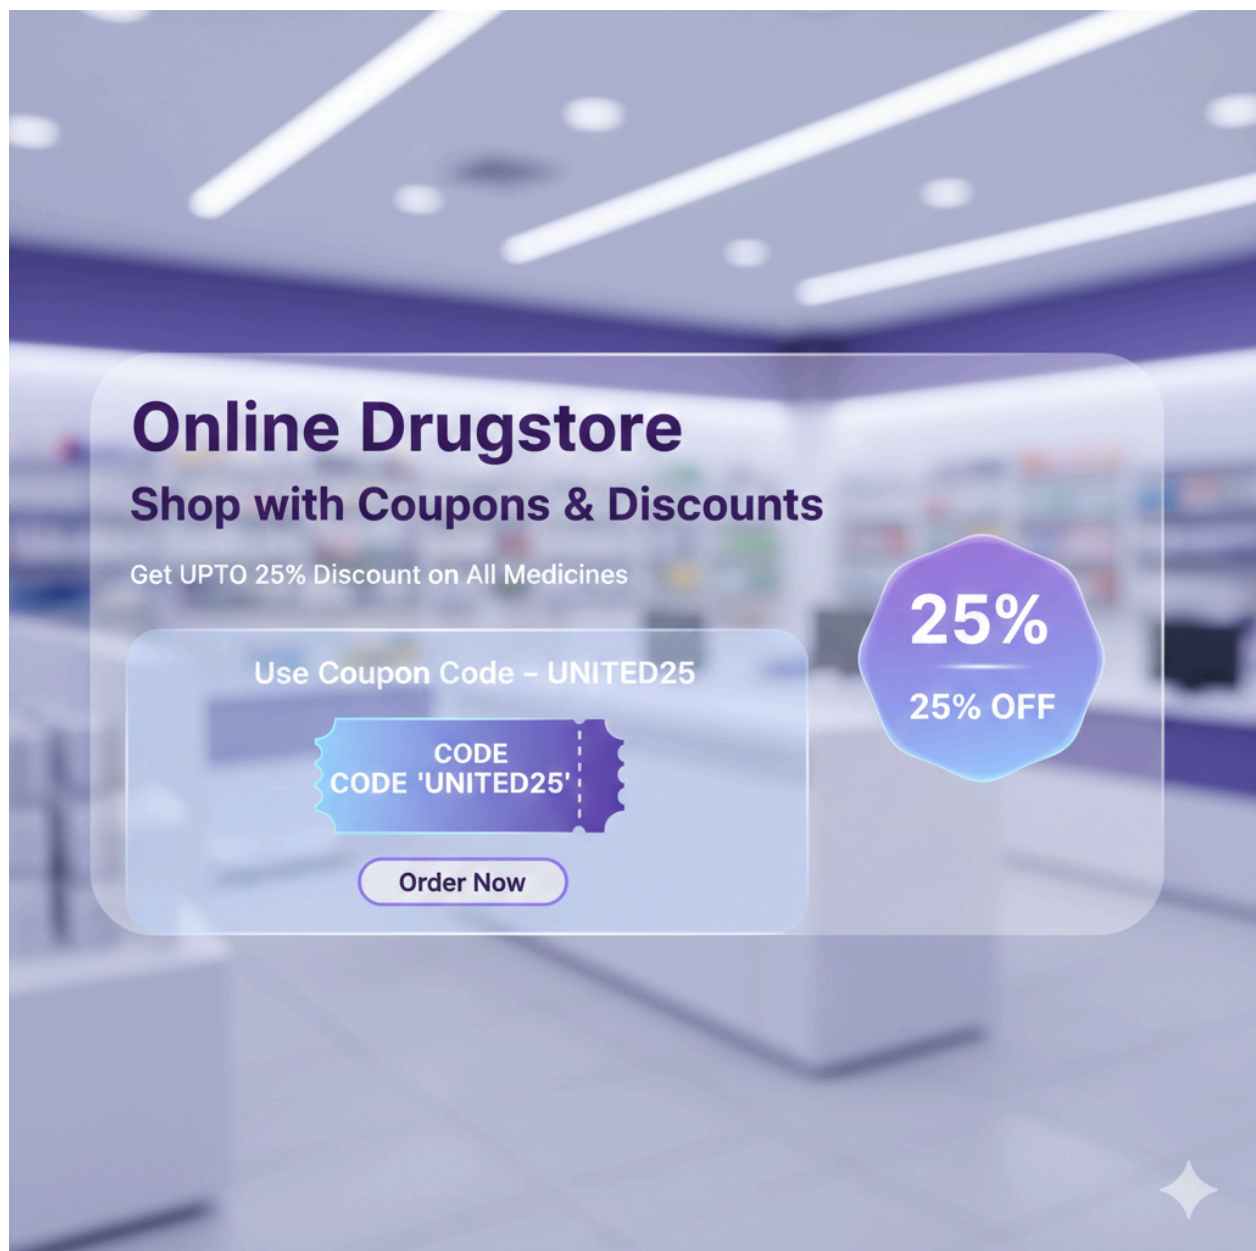 Online Drugstore
Shop with Coupons & Discounts
Get UPTO 25% Discount on All Medicines
Use Coupon Code – UNITED25
CODE
CODE 'UNITED25'
Order Now
25%
25% OFF